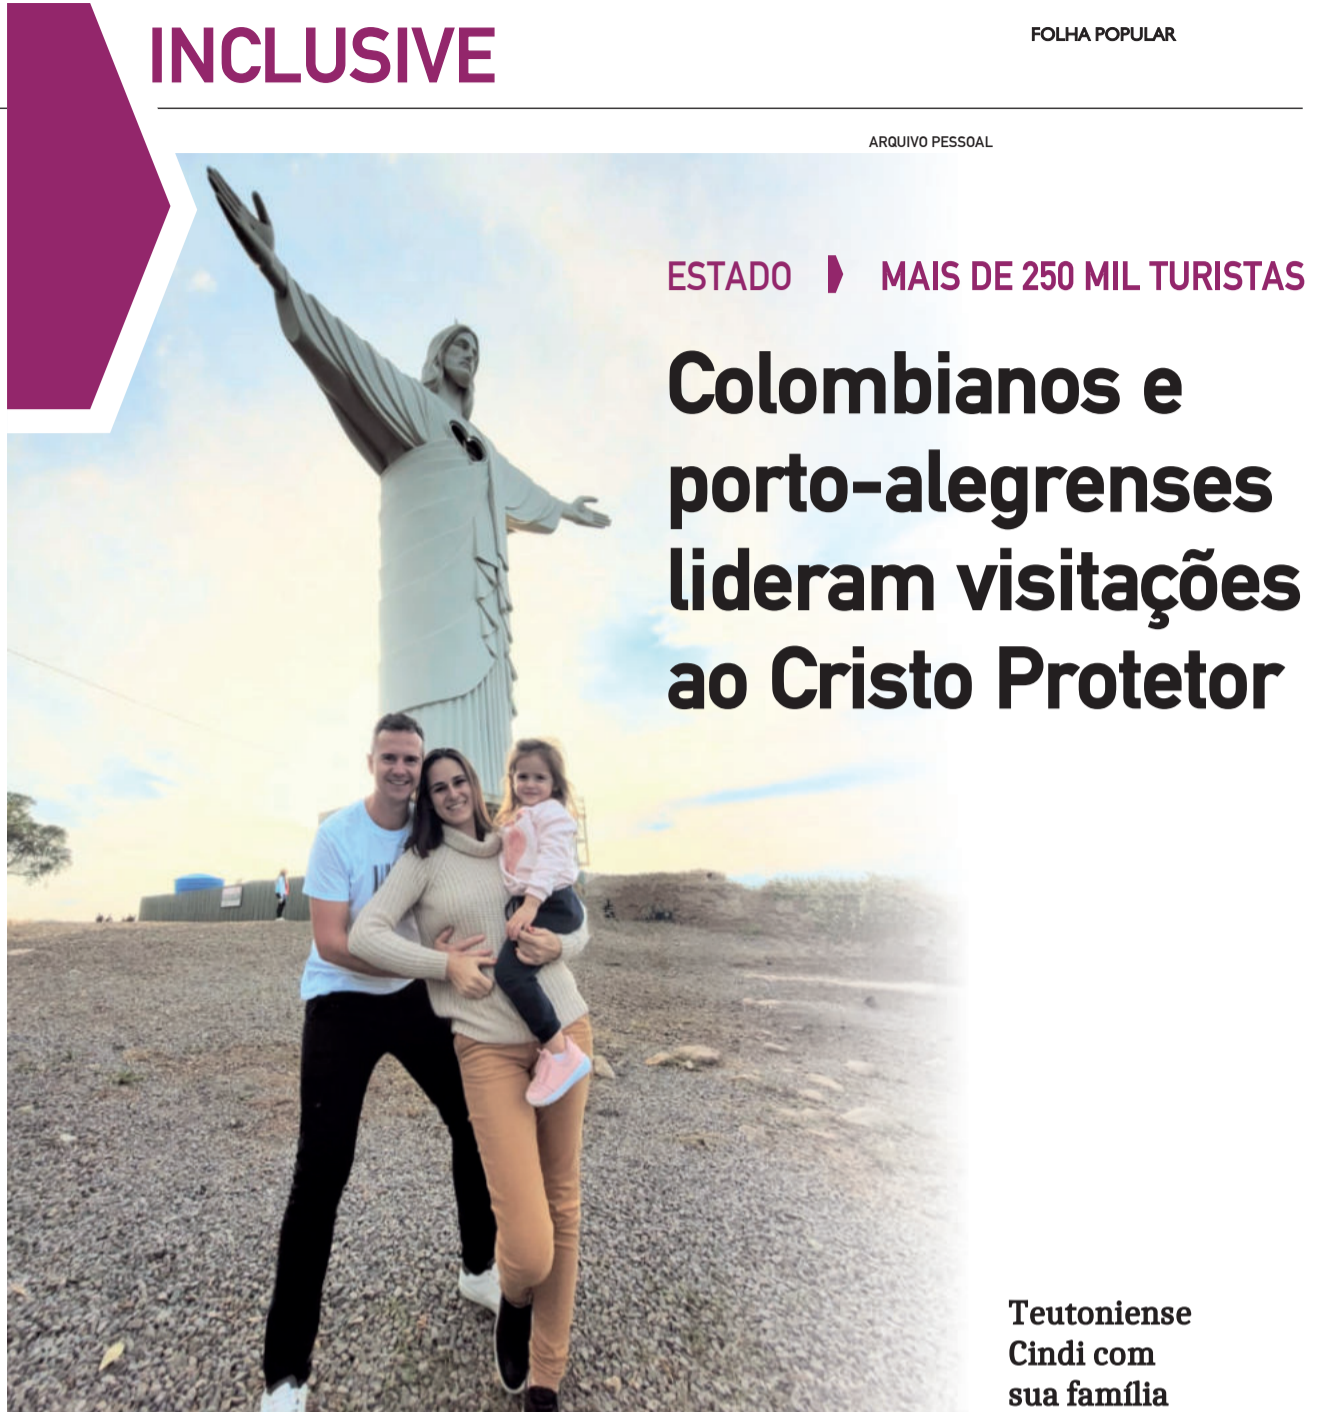 INCLUSIVE
FOLHA POPULAR
ARQUIVO PESSOAL
ESTADO MAIS DE 250 MIL TURISTAS
Colombianos e
porto-alegrenses
lideram visitações
ao Cristo Protetor
Teutoniense
Cindi com
sua família